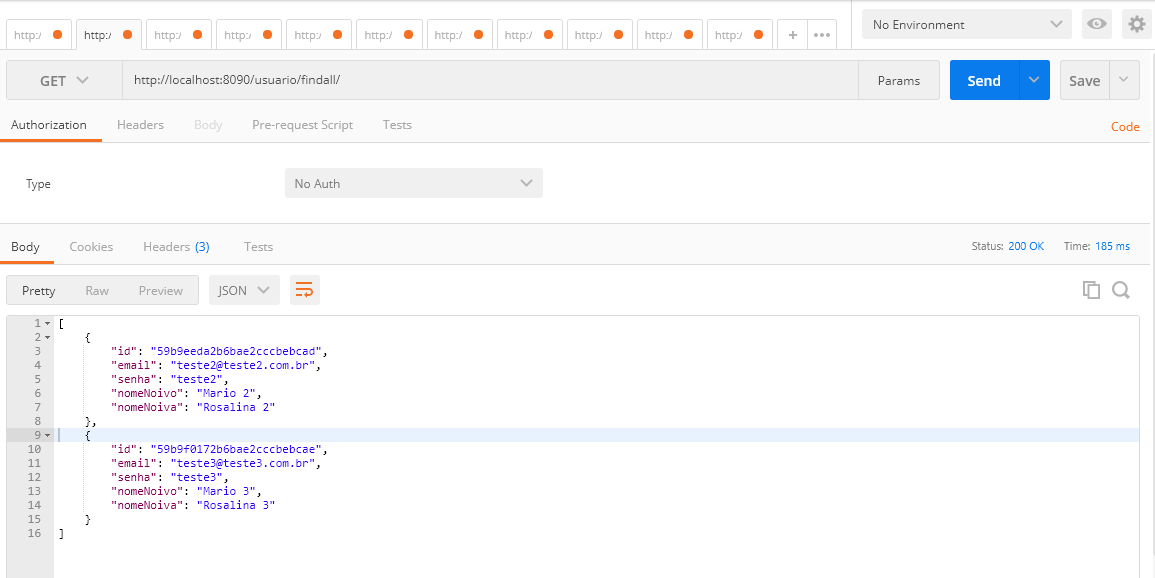 http:/ http:/ http:/ http:/ http:/ http:/ http:/ http:/ http:/ http:/ http:/ + ••• No Environment
GET http://localhost:8090/usuario/findall/ Params Send Save
Authorization Headers Body Pre-request Script Tests Code
Type No Auth
Body Cookies Headers (3) Tests Status: 200 OK Time: 185 ms
Pretty Raw Preview JSON
1 [
2 {
3 "id": "59b9eeda2b6bae2cccbebcad",
4 "email": "teste2@teste2.com.br",
5 "senha": "teste2",
6 "nomeNoivo": "Mario 2",
7 "nomeNoiva": "Rosalina 2"
8 },
9 {
10 "id": "59b9f0172b6bae2cccbebcae",
11 "email": "teste3@teste3.com.br",
12 "senha": "teste3",
13 "nomeNoivo": "Mario 3",
14 "nomeNoiva": "Rosalina 3"
15 }
16 ]